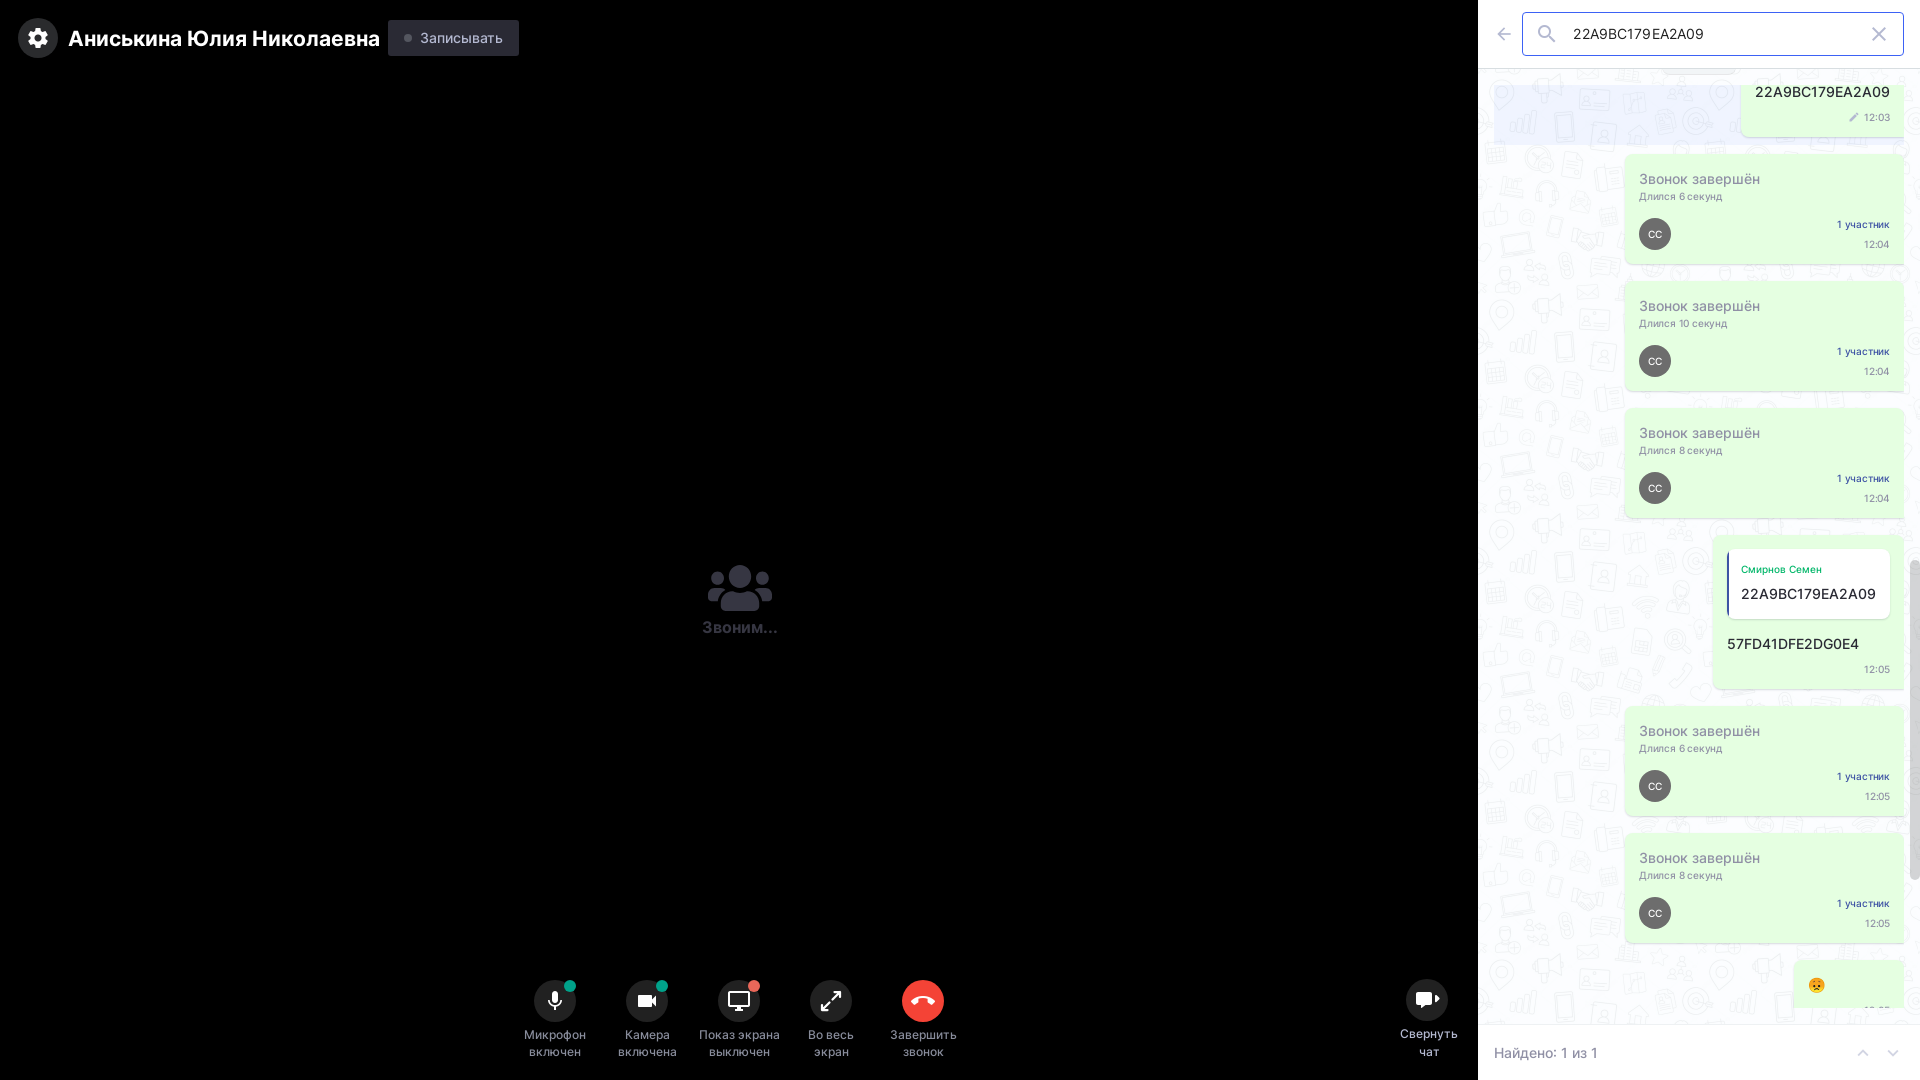 Аниськина Юлия Николаевна
Записывать
Звоним...
Микрофон
включен
Камера
включена
Показ экрана
выключен
Во весь
экран
Завершить
звонок
Свернуть
чат
22A9BC179EA2A09
22A9BC179EA2A09
12:03
Звонок завершён
Длился 6 секунд
СС
1 участник
12:04
Звонок завершён
Длился 10 секунд
СС
1 участник
12:04
Звонок завершён
Длился 8 секунд
СС
1 участник
12:04
Смирнов Семен
22A9BC179EA2A09
57FD41DFE2DG0E4
12:05
Звонок завершён
Длился 6 секунд
СС
1 участник
12:05
Звонок завершён
Длился 8 секунд
СС
1 участник
12:05
Найдено: 1 из 1